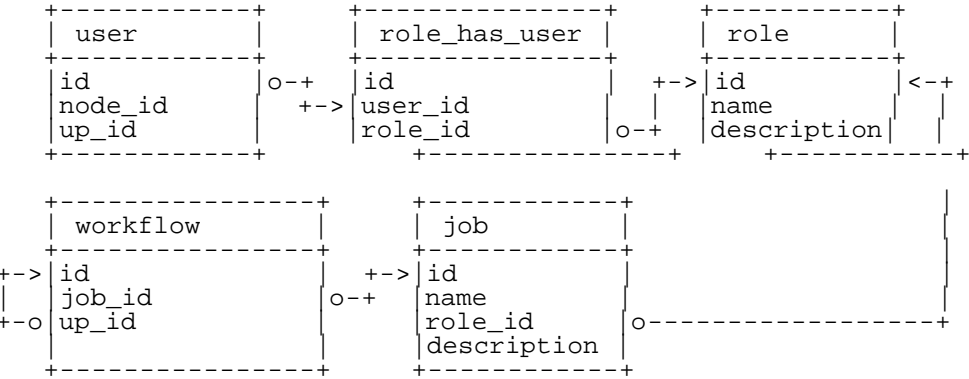 user
role_has_user
role
id
node_id
up_id
id
user_id
role_id
id
name
description
workflow
job
id
job_id
up_id
id
name
role_id
description